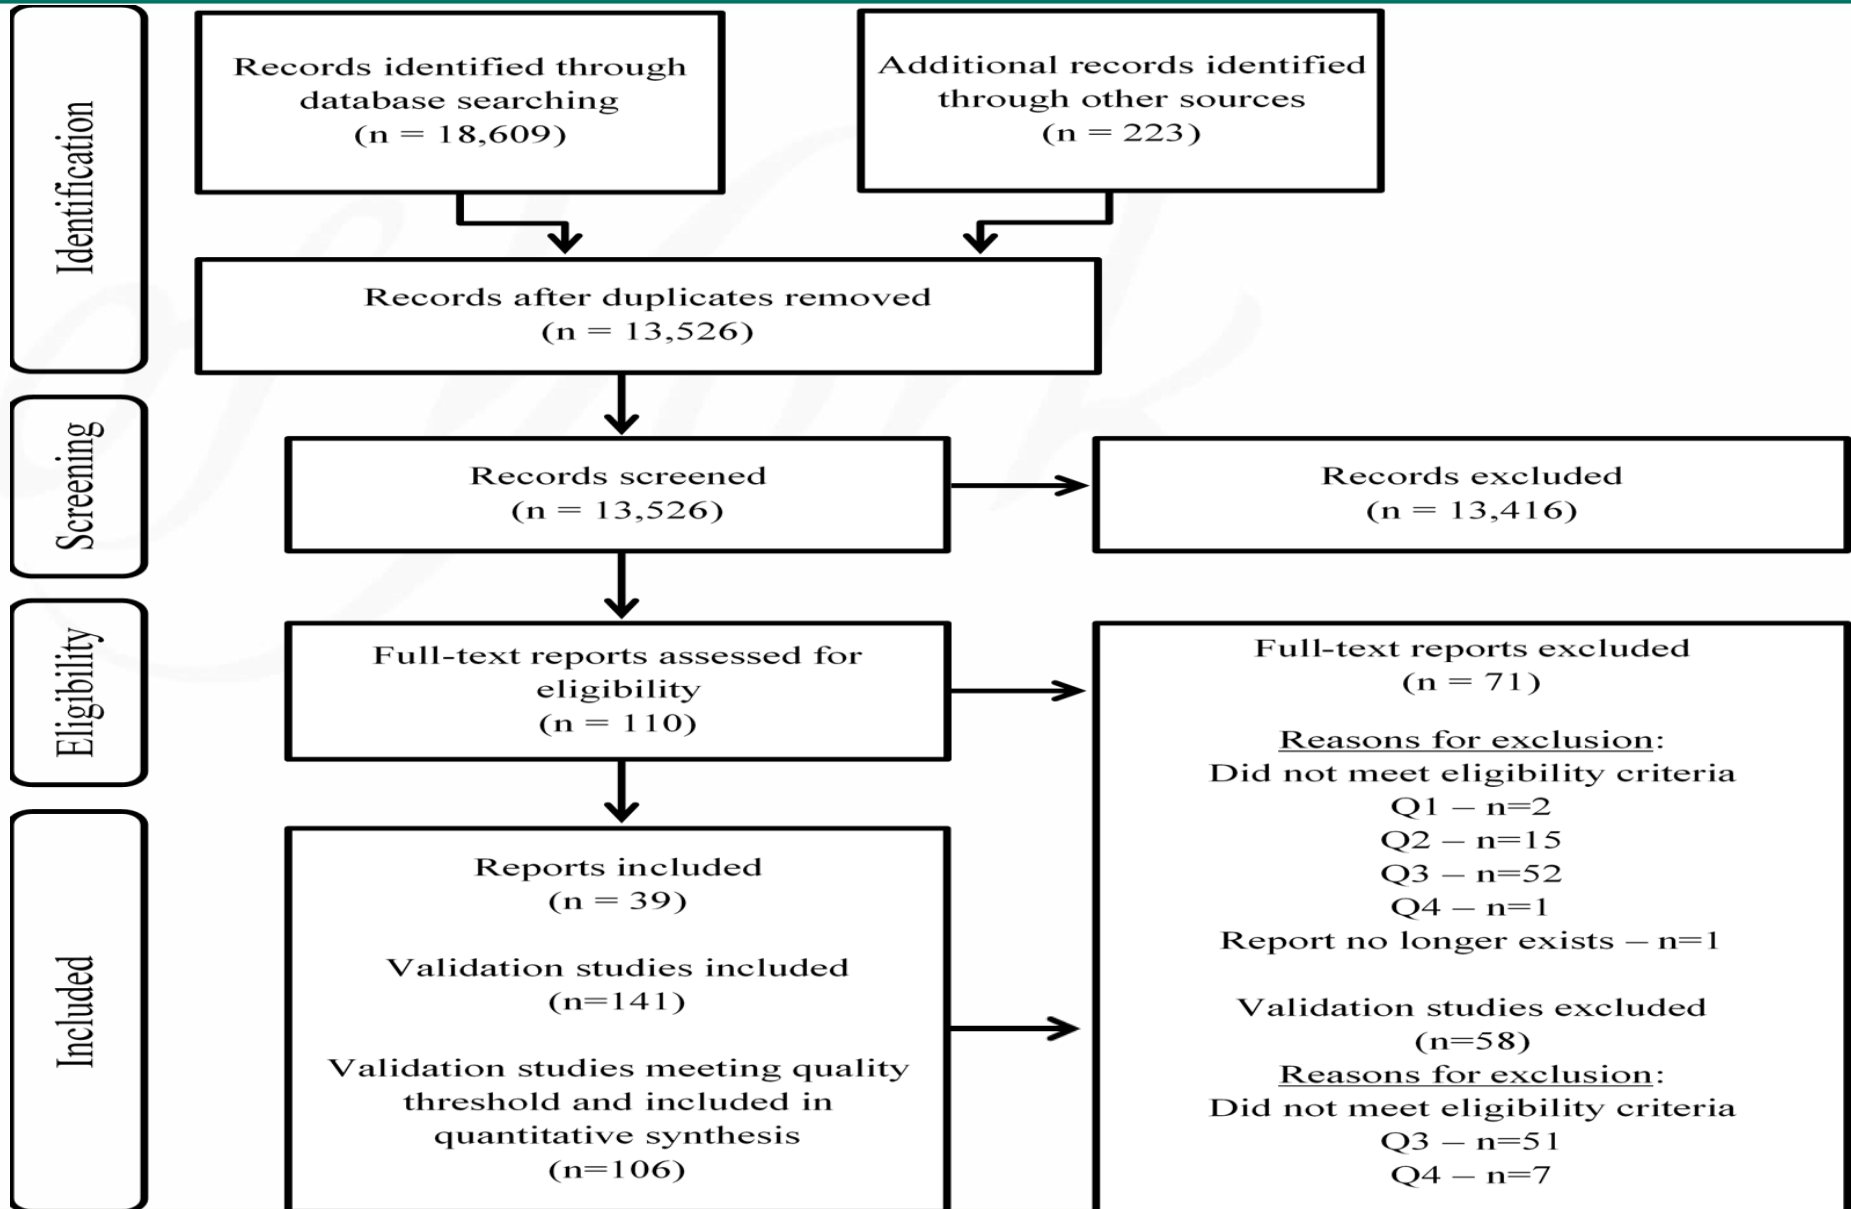 Identification
Records identified through
database searching
(n = 18,609)
Additional records identified
through other sources
(n = 223)
Records after duplicates removed
(n = 13,526)
Screening
Records screened
(n = 13,526)
Records excluded
(n = 13,416)
Eligibility
Full-text reports assessed for
eligibility
(n = 110)
Full-text reports excluded
(n = 71)
Reasons for exclusion:
Did not meet eligibility criteria
Q1 – n=2
Q2 – n=15
Q3 – n=52
Q4 – n=1
Report no longer exists – n=1
Validation studies excluded
(n=58)
Reasons for exclusion:
Did not meet eligibility criteria
Q3 – n=51
Q4 – n=7
Included
Reports included
(n = 39)
Validation studies included
(n=141)
Validation studies meeting quality
threshold and included in
quantitative synthesis
(n=106)